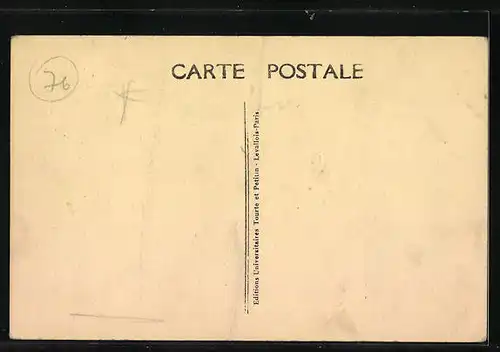 76
CARTE POSTALE
Editions Universitaires Tourte et Petitin - Levallois-Paris.